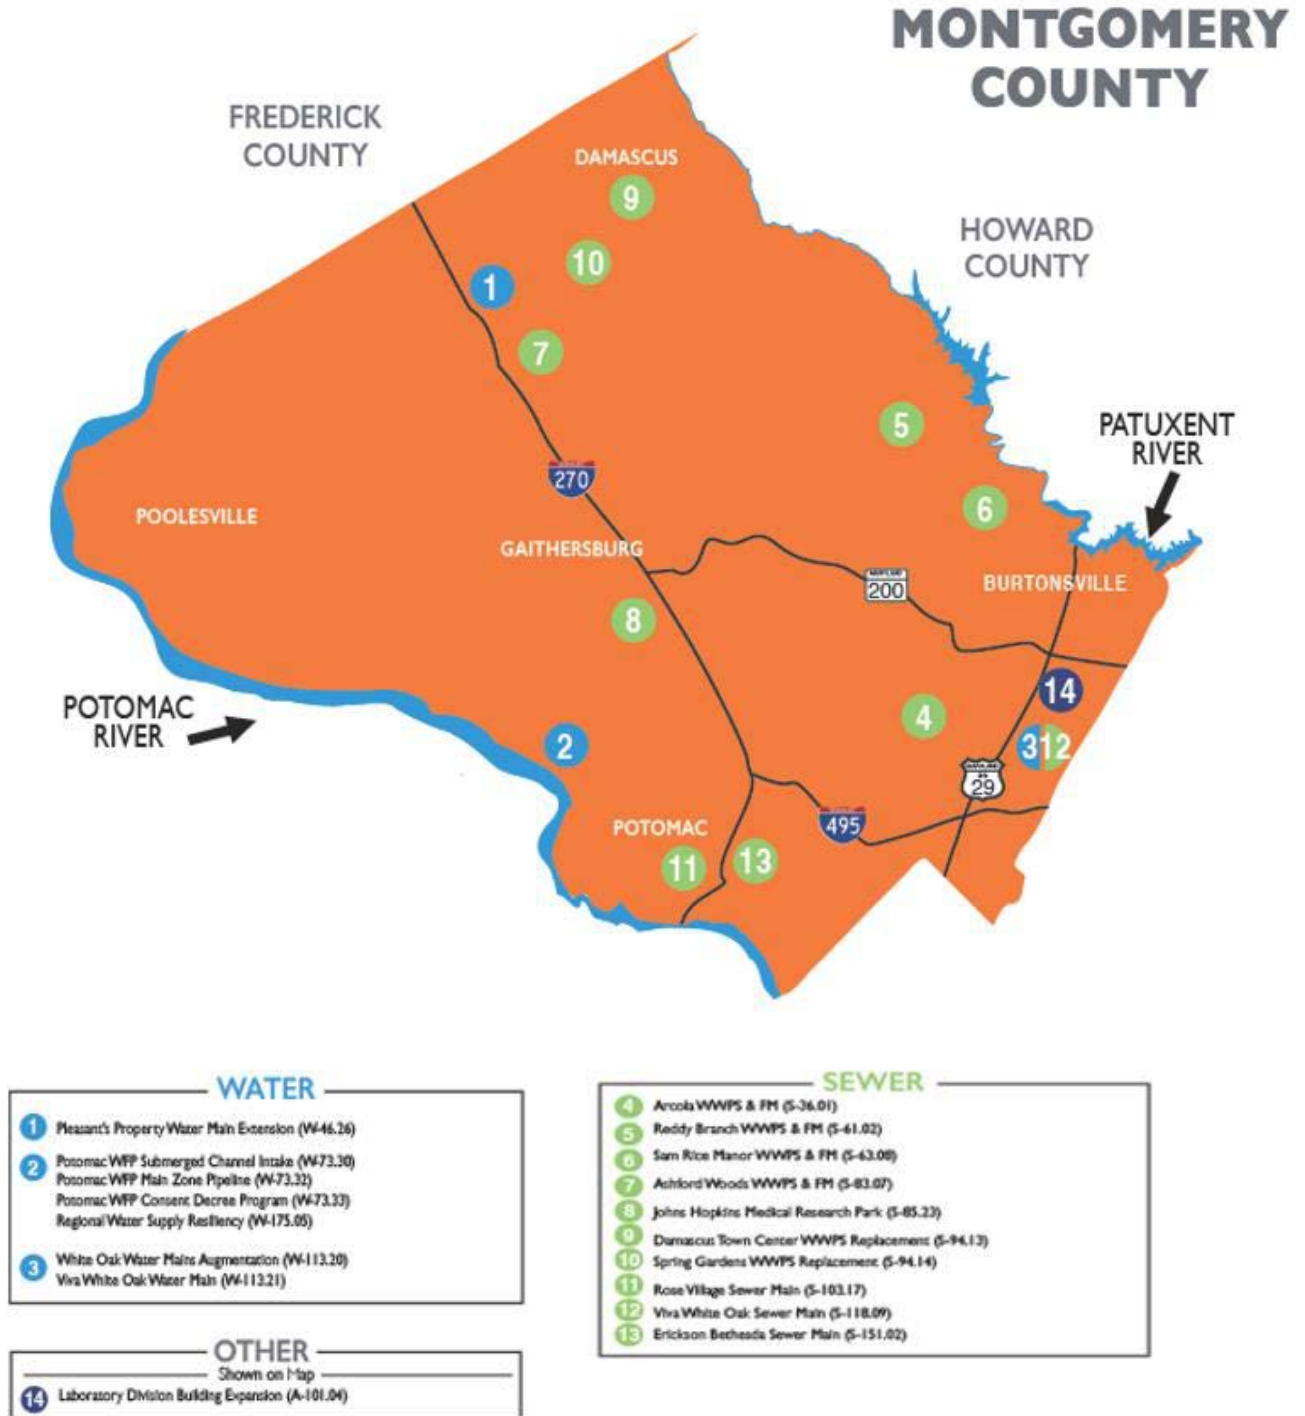 MONTGOMERY
COUNTY
FREDERICK
COUNTY
DAMASCUS
9
HOWARD
COUNTY
10
1
7
5
PATUXENT
RIVER
270
6
POOLESVILLE
GAITHERSBURG
BURTONSVILLE
MARYLAND
200
8
14
POTOMAC
RIVER
4
2
3 12
29
POTOMAC
495
11
13
WATER
1 Pleasant's Property Water Main Extension (W-46.26)
2 Potomac WFP Submerged Channel Intake (W-73.30)
Potomac WFP Main Zone Pipeline (W-73.32)
Potomac WFP Consent Decree Program (W-73.33)
Regional Water Supply Resiliency (W-175.05)
3 White Oak Water Mains Augmentation (W-113.20)
Viva White Oak Water Main (W-113.21)
SEWER
4 Arcola WWPS & FM (S-36.01)
5 Reddy Branch WWPS & FM (S-61.02)
6 Sam Rice Manor WWPS & FM (S-63.08)
7 Ashford Woods WWPS & FM (S-83.07)
8 Johns Hopkins Medical Research Park (S-85.23)
9 Damascus Town Center WWPS Replacement (S-94.13)
10 Spring Gardens WWPS Replacement (S-94.14)
11 Rose Village Sewer Main (S-103.17)
12 Viva White Oak Sewer Main (S-118.09)
13 Erickson Bethesda Sewer Main (S-151.02)
OTHER
Shown on Map
14 Laboratory Division Building Expansion (A-101.04)